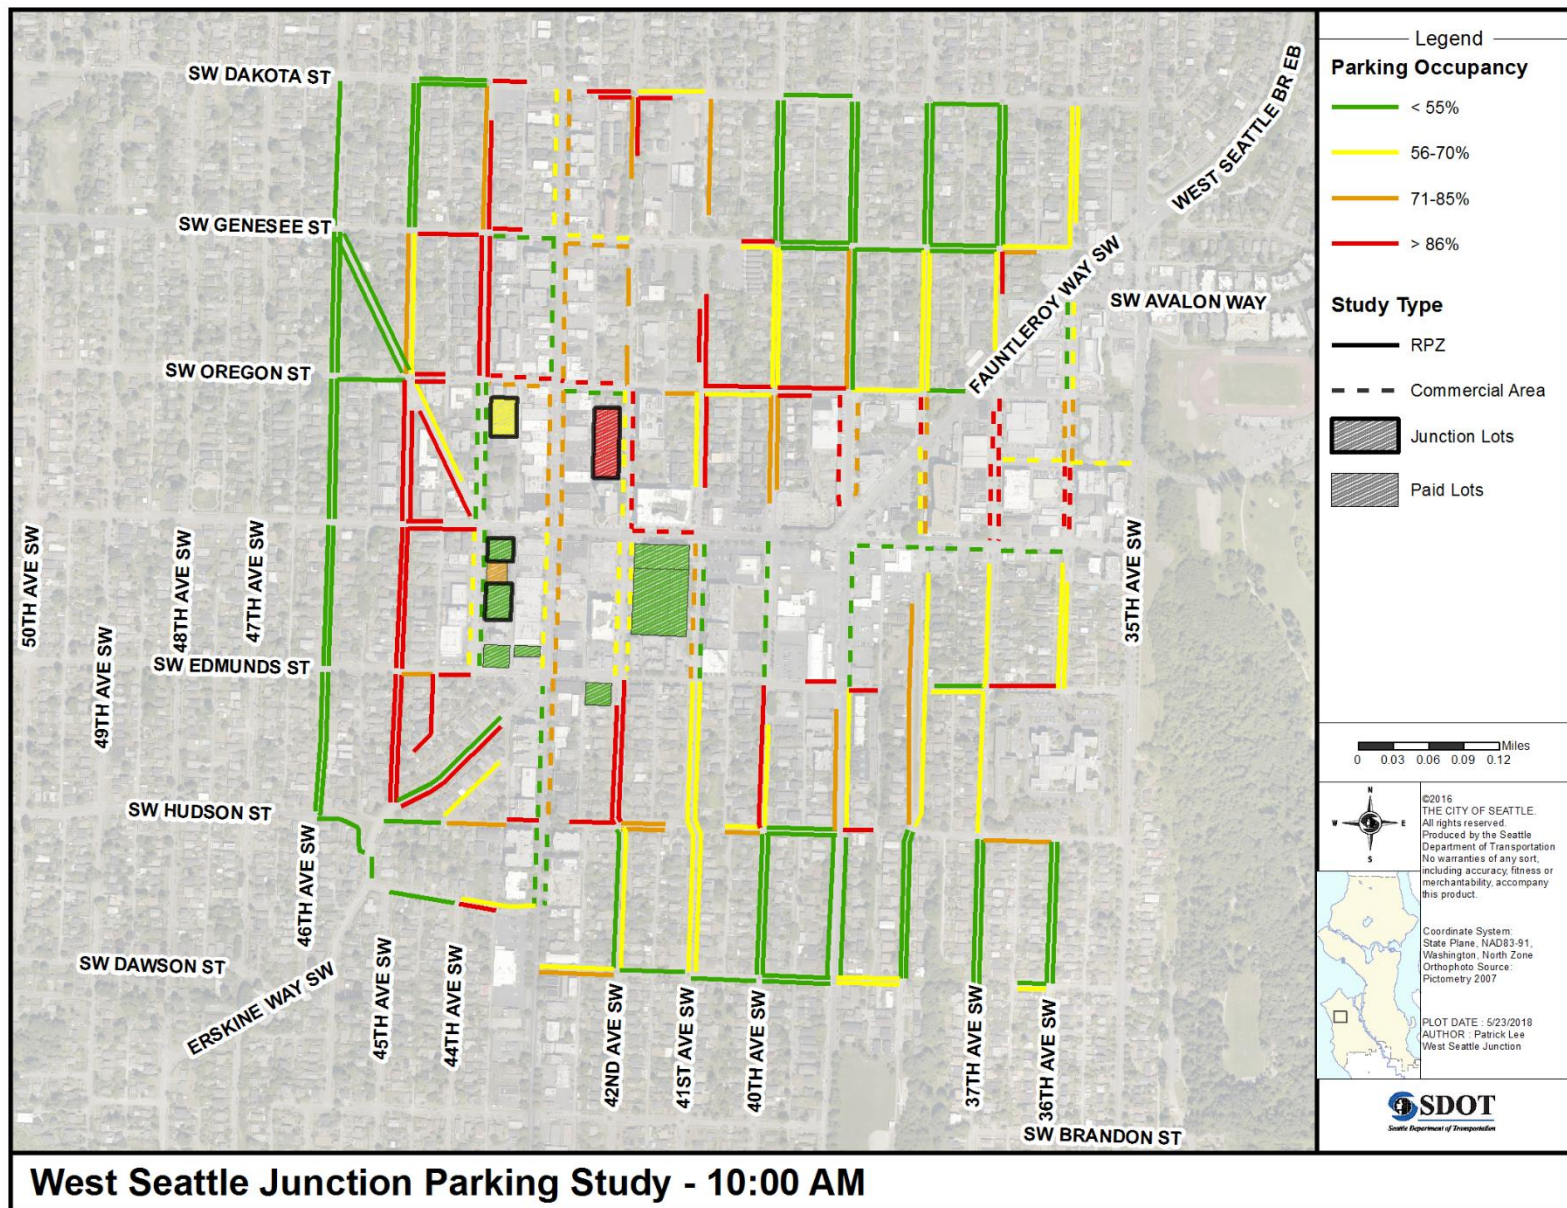 SW DAKOTA ST
SW GENESEE ST
SW OREGON ST
SW EDMUNDS ST
SW HUDSON ST
SW DAWSON ST
ERSKINE WAY SW
50TH AVE SW
49TH AVE SW
48TH AVE SW
47TH AVE SW
46TH AVE SW
45TH AVE SW
44TH AVE SW
42ND AVE SW
41ST AVE SW
40TH AVE SW
37TH AVE SW
36TH AVE SW
35TH AVE SW
SW BRANDON ST
WEST SEATTLE BR EB
FAUNTLEROY WAY SW
SW AVALON WAY
Legend
Parking Occupancy
< 55%
56-70%
71-85%
> 86%
Study Type
RPZ
Commercial Area
Junction Lots
Paid Lots
Miles
0 0.03 0.06 0.09 0.12
N
W E
S
©2016
THE CITY OF SEATTLE.
All rights reserved.
Produced by the Seattle
Department of Transportation
No warranties of any sort,
including accuracy, fitness or
merchantability, accompany
this product.
Coordinate System:
State Plane, NAD83-91,
Washington, North Zone
Orthophoto Source:
Pictometry 2007
PLOT DATE : 5/23/2018
AUTHOR : Patrick Lee
West Seattle Junction
SDOT
Seattle Department of Transportation
West Seattle Junction Parking Study - 10:00 AM